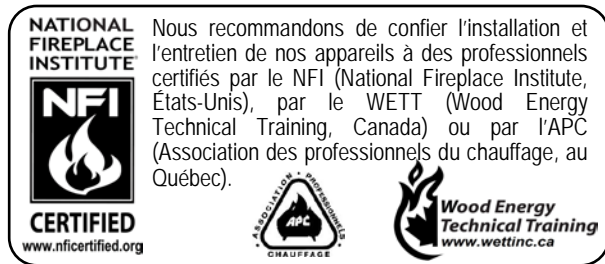 NATIONAL
FIREPLACE
INSTITUTE®
NFI
CERTIFIED
www.nficertified.org
Nous recommandons de confier l'installation et
l'entretien de nos appareils à des professionnels
certifiés par le NFI (National Fireplace Institute,
États-Unis), par le WETT (Wood Energy
Technical Training, Canada) ou par l'APC
(Association des professionnels du chauffage, au
Québec).
ASSOCIATION • PROFESSIONNELS
APC
CHAUFFAGE
Wood Energy
Technical Training
www.wettinc.ca